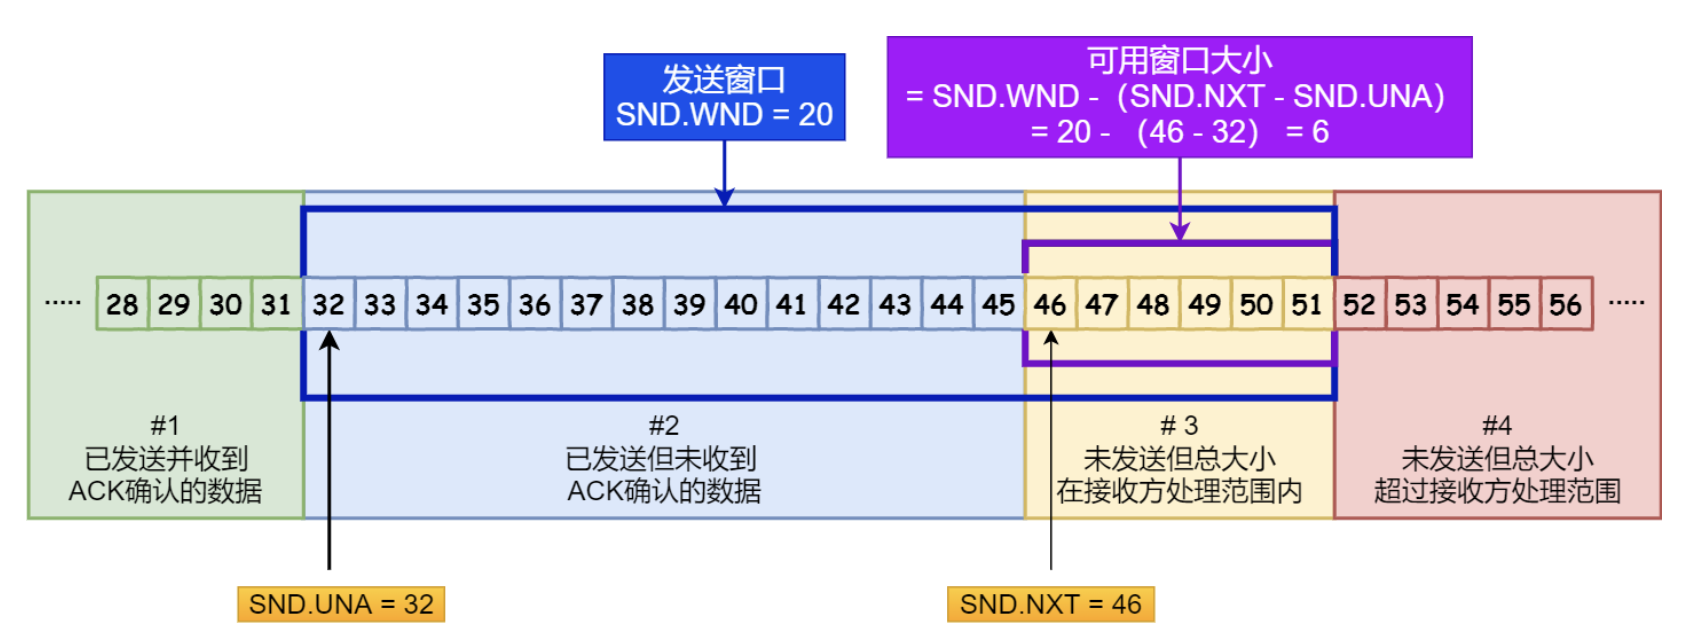 发送窗口
SND.WND = 20
可用窗口大小
= SND.WND -（SND.NXT - SND.UNA）
= 20 -（46 - 32） = 6
..... 28 29 30 31 32 33 34 35 36 37 38 39 40 41 42 43 44 45 46 47 48 49 50 51 52 53 54 55 56 .....
#1
已发送并收到
ACK确认的数据
#2
已发送但未收到
ACK确认的数据
# 3
未发送但总大小
在接收方处理范围内
#4
未发送但总大小
超过接收方处理范围
SND.UNA = 32
SND.NXT = 46